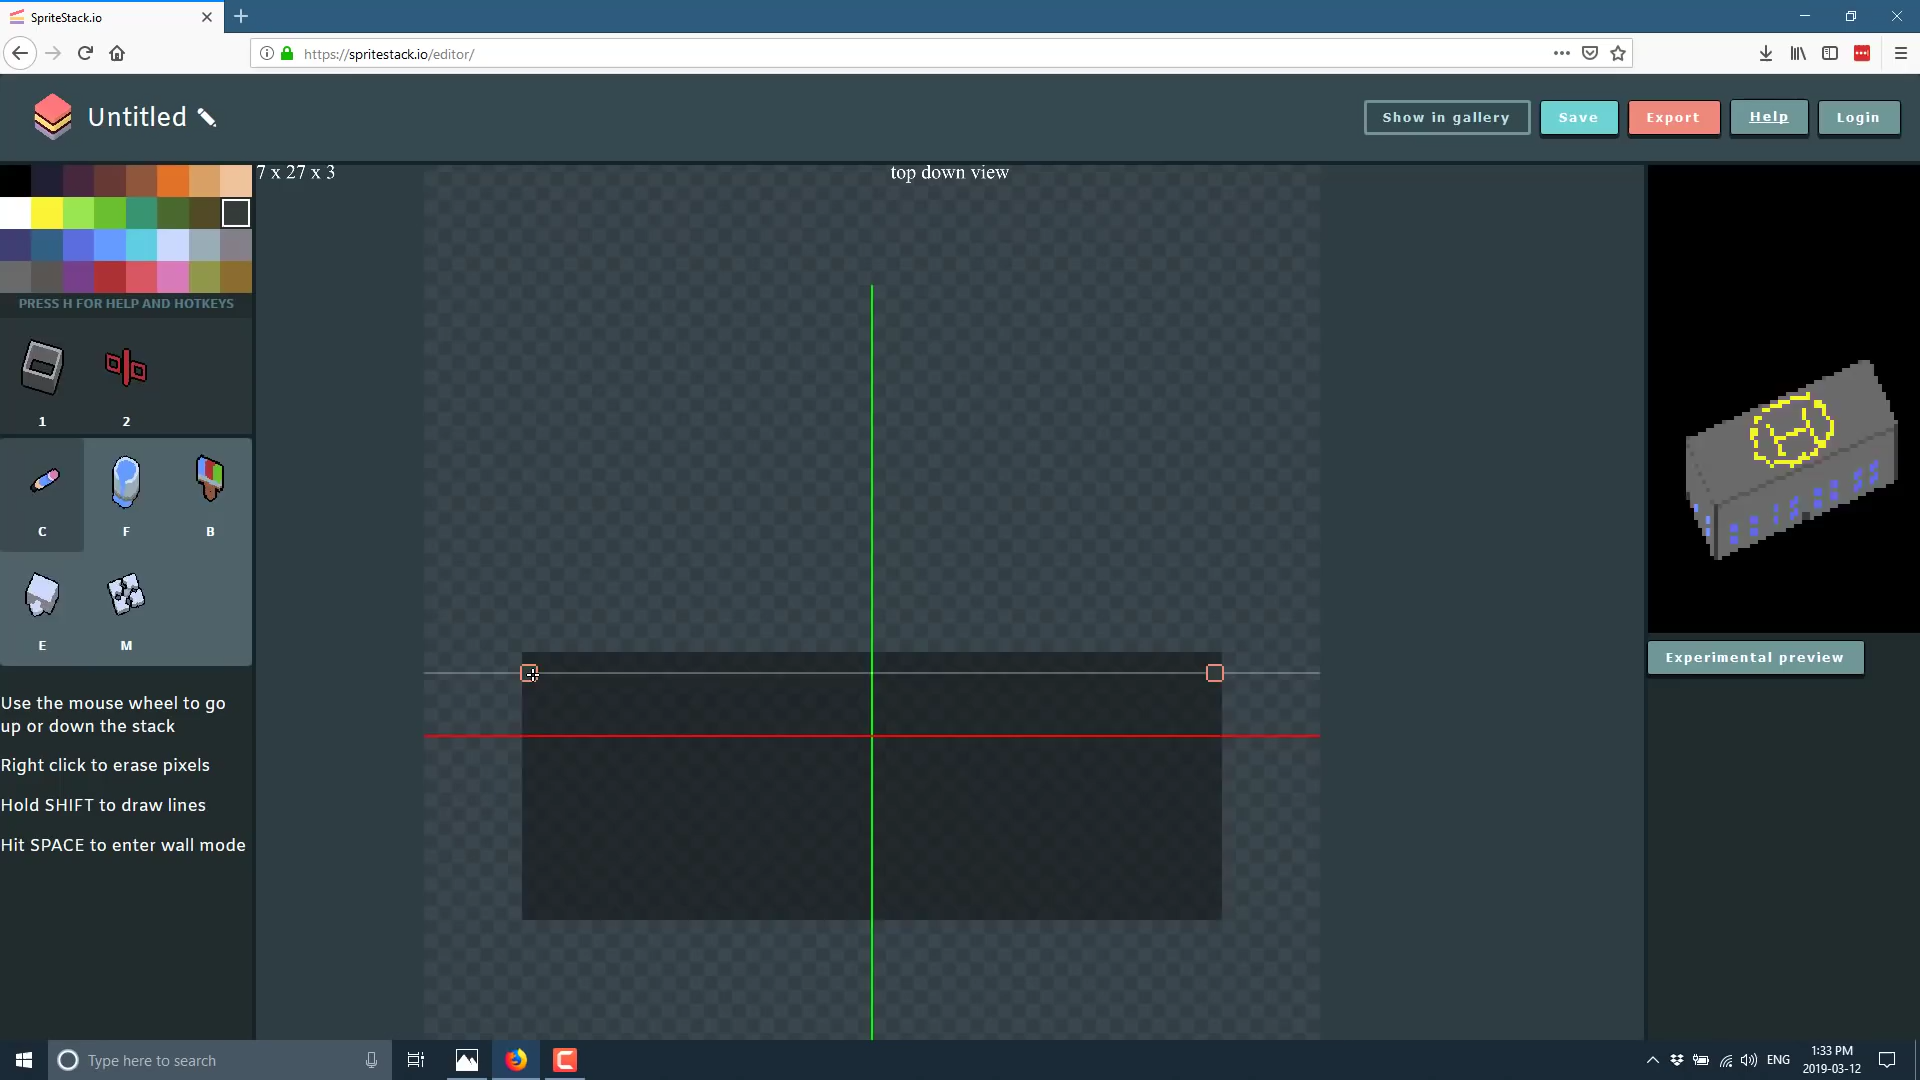 SpriteStack.io
https://spritestack.io/editor/
Untitled
Show in gallery
Save
Export
Help
Login
7 x 27 x 3
top down view
PRESS H FOR HELP AND HOTKEYS
1
2
C
F
B
E
M
H
Experimental preview
Use the mouse wheel to go
up or down the stack
Right click to erase pixels
Hold SHIFT to draw lines
Hit SPACE to enter wall mode
Type here to search
ENG
1:33 PM
2019-03-12